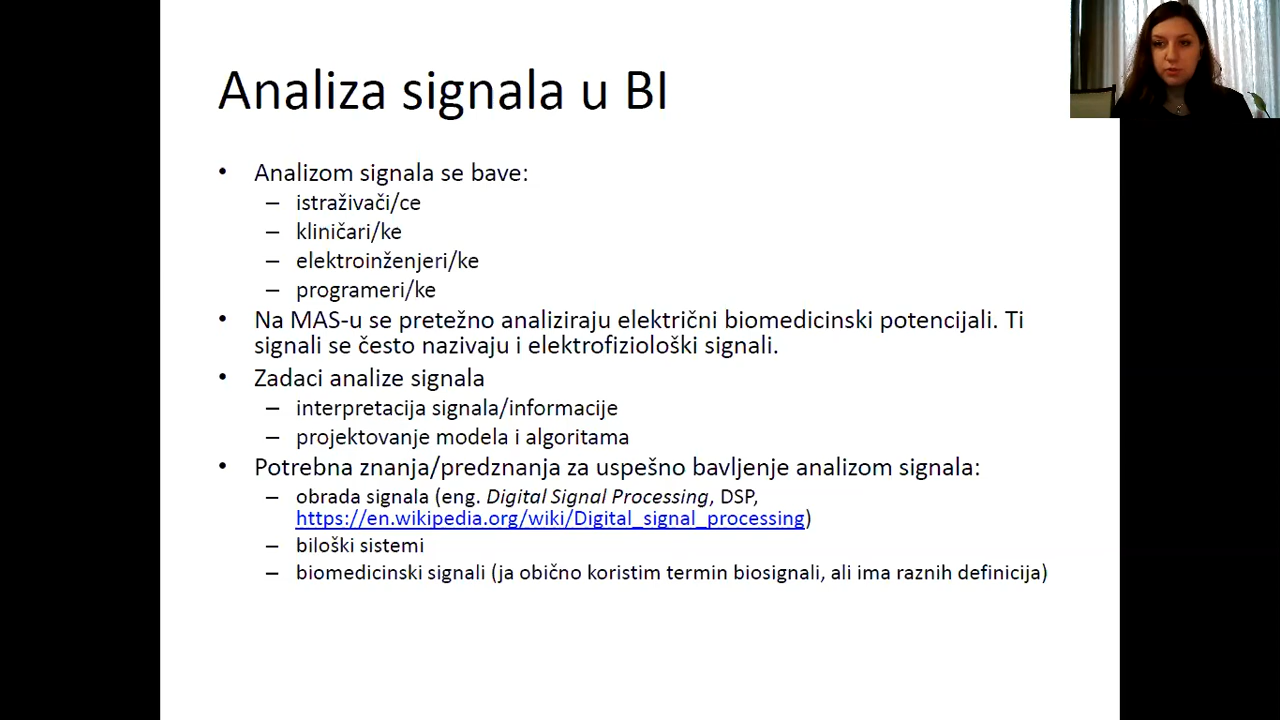 Analiza signala u BI
• Analizom signala se bave:
– istraživači/ce
– kliničari/ke
– elektroinženjeri/ke
– programeri/ke
• Na MAS-u se pretežno analiziraju električni biomedicinski potencijali. Ti
signali se često nazivaju i elektrofiziološki signali.
• Zadaci analize signala
– interpretacija signala/informacije
– projektovanje modela i algoritama
• Potrebna znanja/predznanja za uspešno bavljenje analizom signala:
– obrada signala (eng. Digital Signal Processing, DSP,
https://en.wikipedia.org/wiki/Digital_signal_processing)
– biloški sistemi
– biomedicinski signali (ja obično koristim termin biosignali, ali ima raznih definicija)